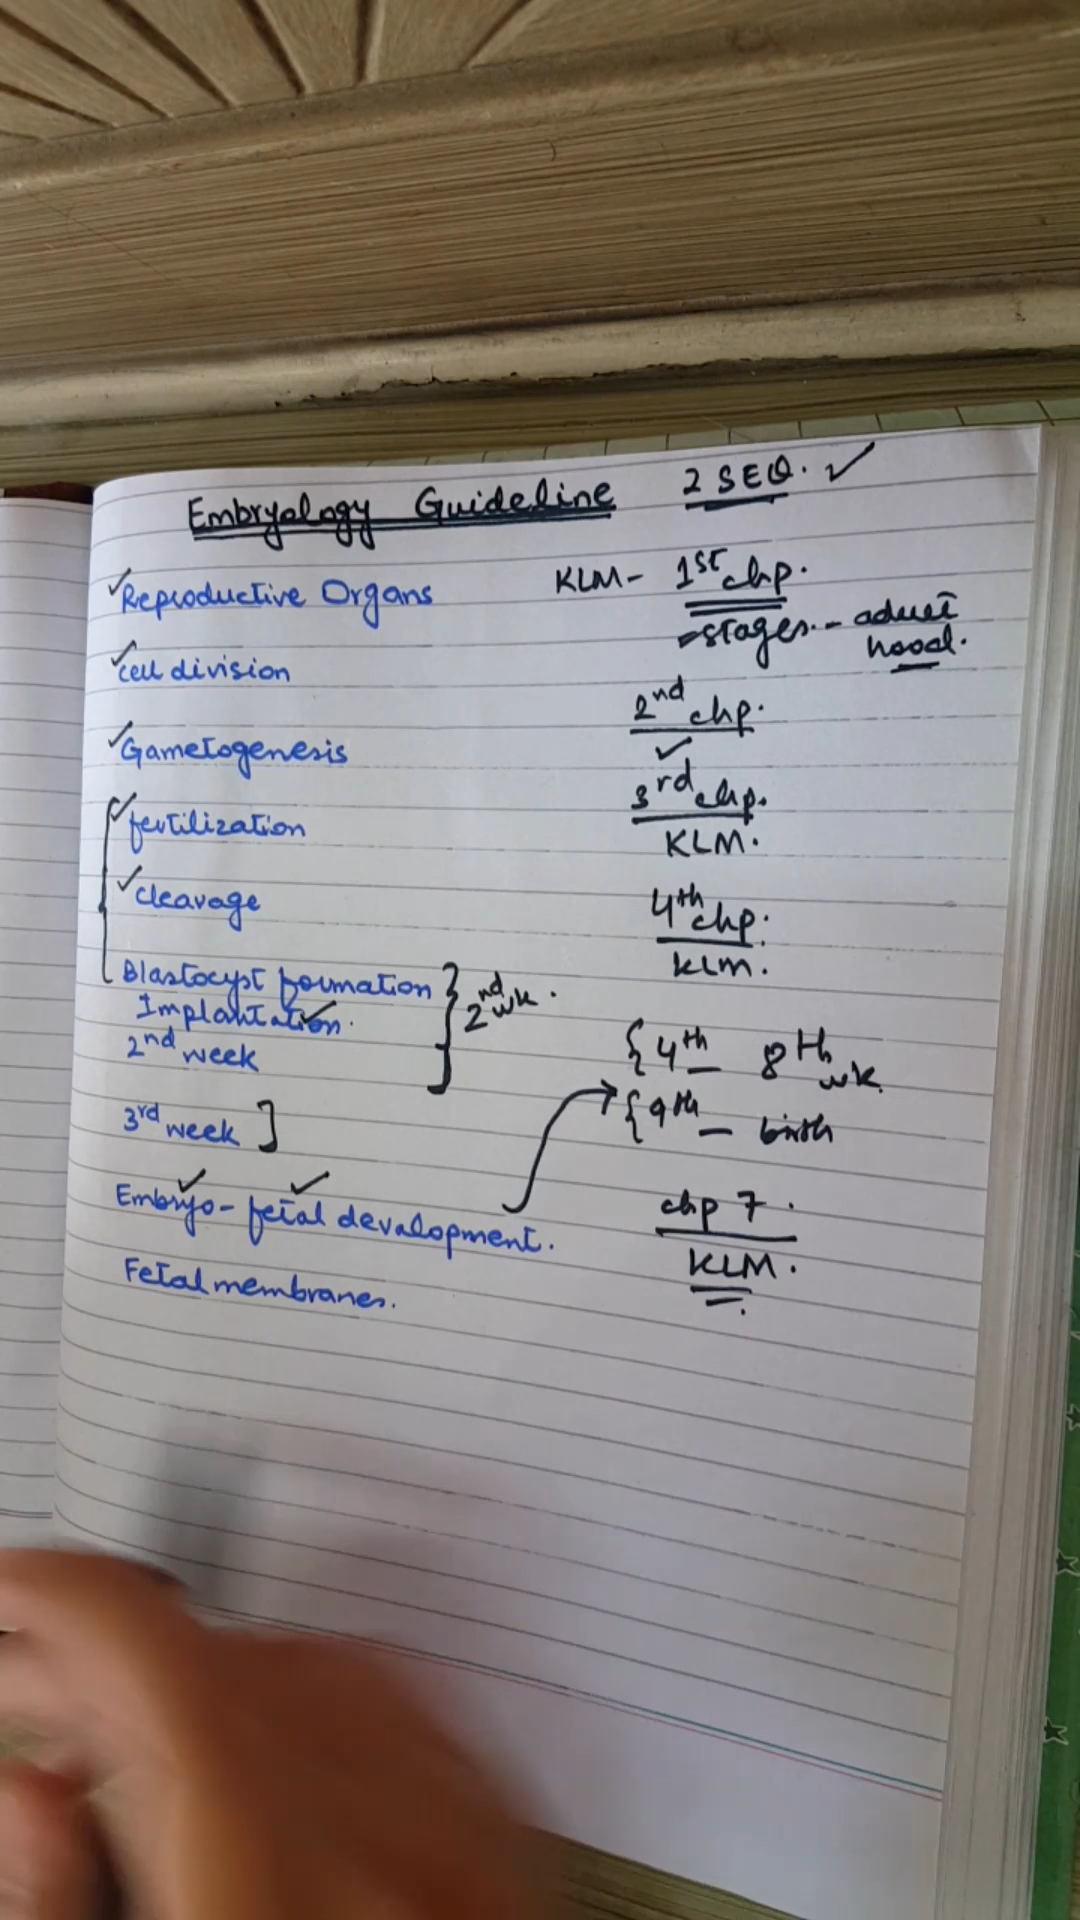 Embryology Guideline 2 SEQ. ✓
✓Reproductive Organs KLM- 1st chp.
stages. - adult
hood.
✓cell division
2nd chp.
✓Gametogenesis ✓
3rd chp.
✓fertilization KLM.
✓Cleavage 4th chp.
KLM.
Blastocyst formation } 2nd wk.
Implantation.
2nd week
{ 4th — 8th wk.
{ 9th — birth
3rd week ]
Embryo- fetal development. chp 7.
KLM.
Fetal membranes.